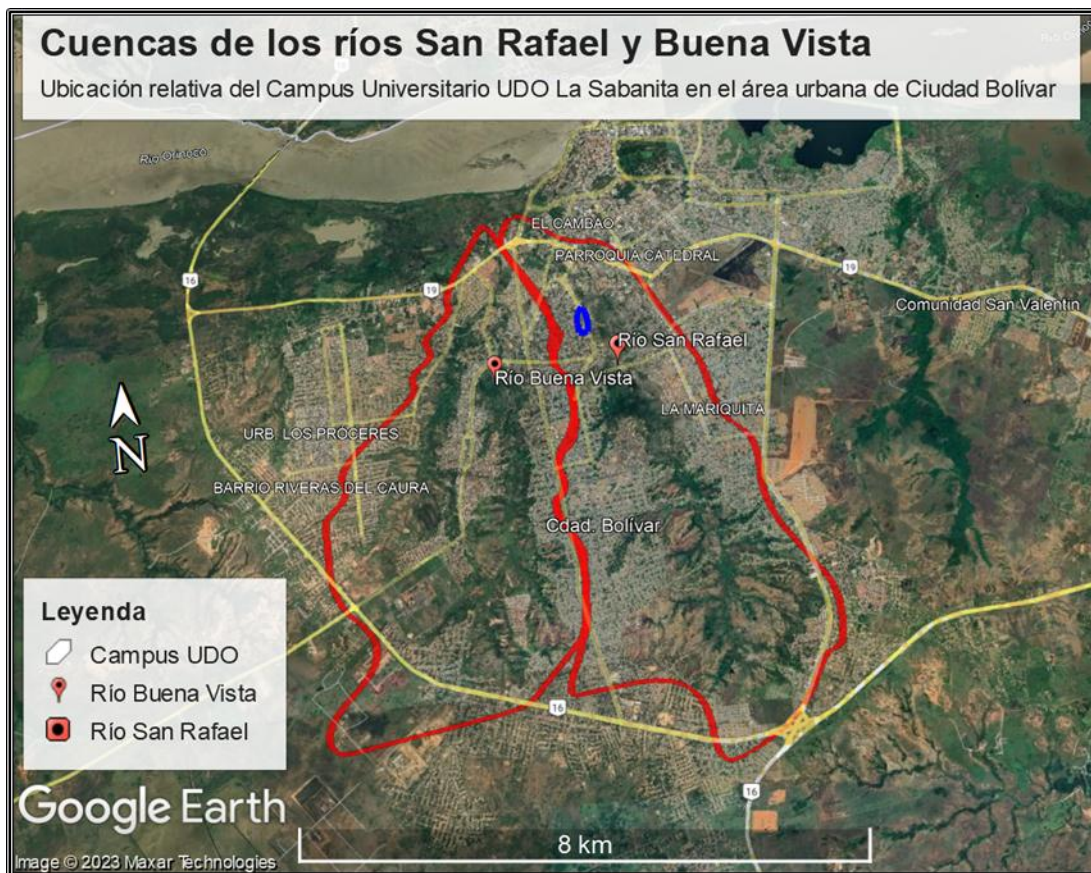 Cuencas de los ríos San Rafael y Buena Vista
Ubicación relativa del Campus Universitario UDO La Sabanita en el área urbana de Ciudad Bolívar
Río Orinoco
EL CAMBAO
PARROQUIA CATEDRAL
16
19
19
Comunidad San Valentín
Río San Rafael
Río Buena Vista
LA MARIQUITA
N
URB. LOS PRÓCERES
BARRIO RIVERAS DEL CAURA
Cdad. Bolívar
Leyenda
Campus UDO
Río Buena Vista
Río San Rafael
16
16
Google Earth
8 km
Image © 2023 Maxar Technologies